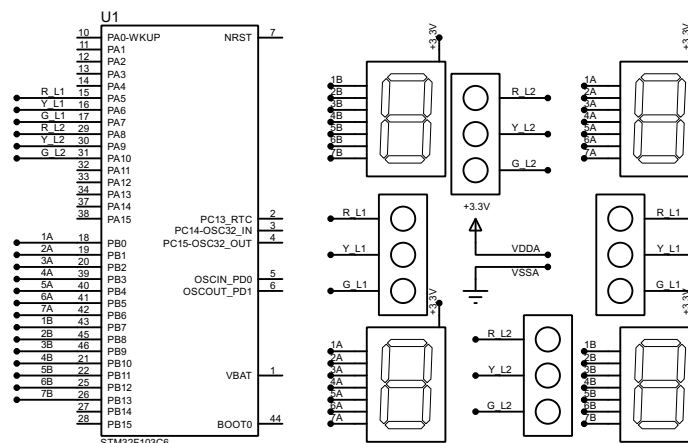 U1
10 PA0-WKUP NRST 7
11 PA1
12 PA2
13 PA3
14 PA4
R_L1 15 PA5
Y_L1 16 PA6
G_L1 17 PA7
R_L2 29 PA8
Y_L2 30 PA9
G_L2 31 PA10
32 PA11
33 PA12
34 PA13
37 PA14
38 PA15
PC13_RTC 2
PC14-OSC32_IN 3
PC15-OSC32_OUT 4
1A 18 PB0
2A 19 PB1
3A 20 PB2
4A 39 PB3
5A 40 PB4
6A 41 PB5
7A 42 PB6
1B 43 PB7
2B 45 PB8
3B 46 PB9
4B 21 PB10
5B 22 PB11
6B 25 PB12
7B 26 PB13
27 PB14
28 PB15
OSCIN_PD0 5
OSCOUT_PD1 6
VBAT 1
BOOT0 44
STM32F103C6
+3.3V
1B
2B
3B
4B
5B
6B
7B
R_L2
Y_L2
G_L2
+3.3V
1A
2A
3A
4A
5A
6A
7A
R_L1
Y_L1
G_L1
+3.3V
VDDA
VSSA
R_L1
Y_L1
G_L1
+3.3V
1A
2A
3A
4A
5A
6A
7A
R_L2
Y_L2
G_L2
+3.3V
1B
2B
3B
4B
5B
6B
7B